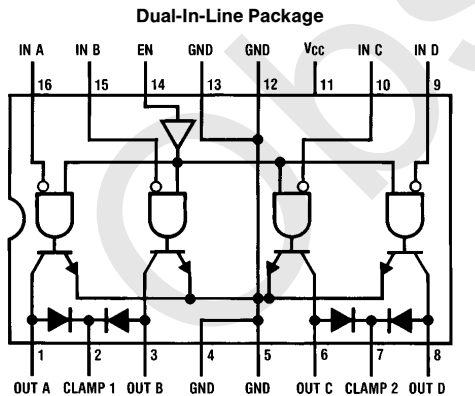 Dual-In-Line Package
IN A IN B EN GND GND VCC IN C IN D
16 15 14 13 12 11 10 9
1 2 3 4 5 6 7 8
OUT A CLAMP 1 OUT B GND GND OUT C CLAMP 2 OUT D